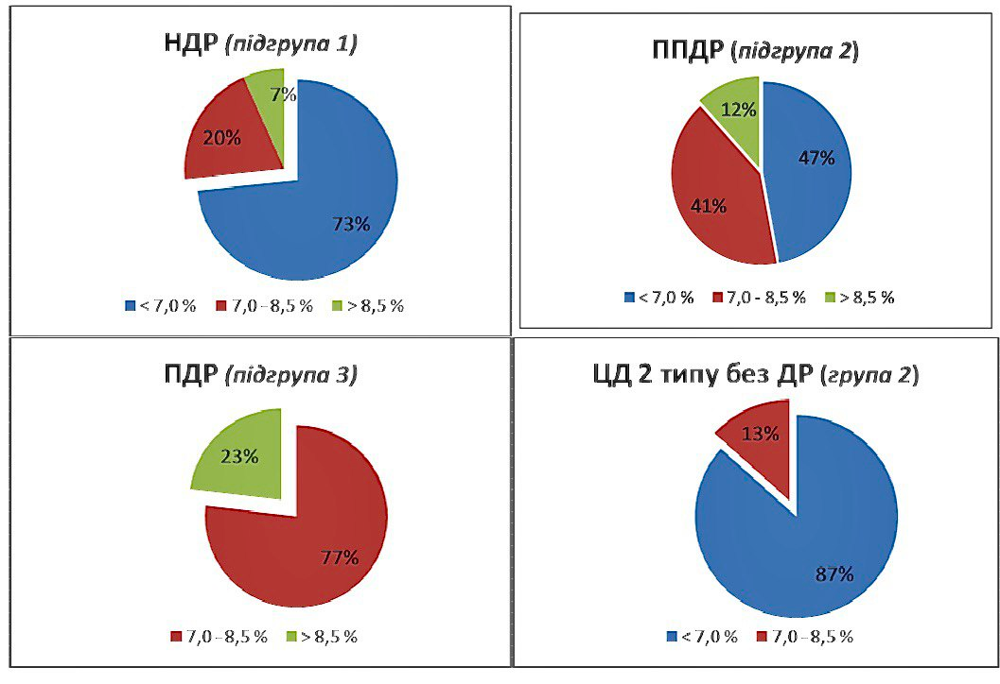 НДР (підгрупа 1)
7%
20%
73%
< 7,0 % 7,0 - 8,5 % > 8,5 %
ППДР (підгрупа 2)
12%
47%
41%
< 7,0 % 7,0 - 8,5 % > 8,5 %
ПДР (підгрупа 3)
23%
77%
7,0 - 8,5 % > 8,5 %
ЦД 2 типу без ДР (група 2)
13%
87%
< 7,0 % 7,0 - 8,5 %